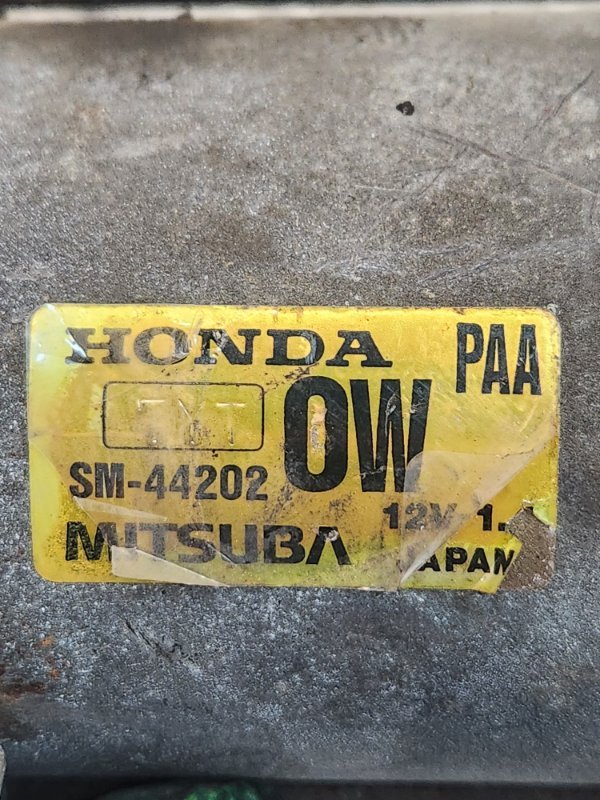 HONDA PAA
OW
SM-44202
12V 1.
MITSUBA
JAPAN